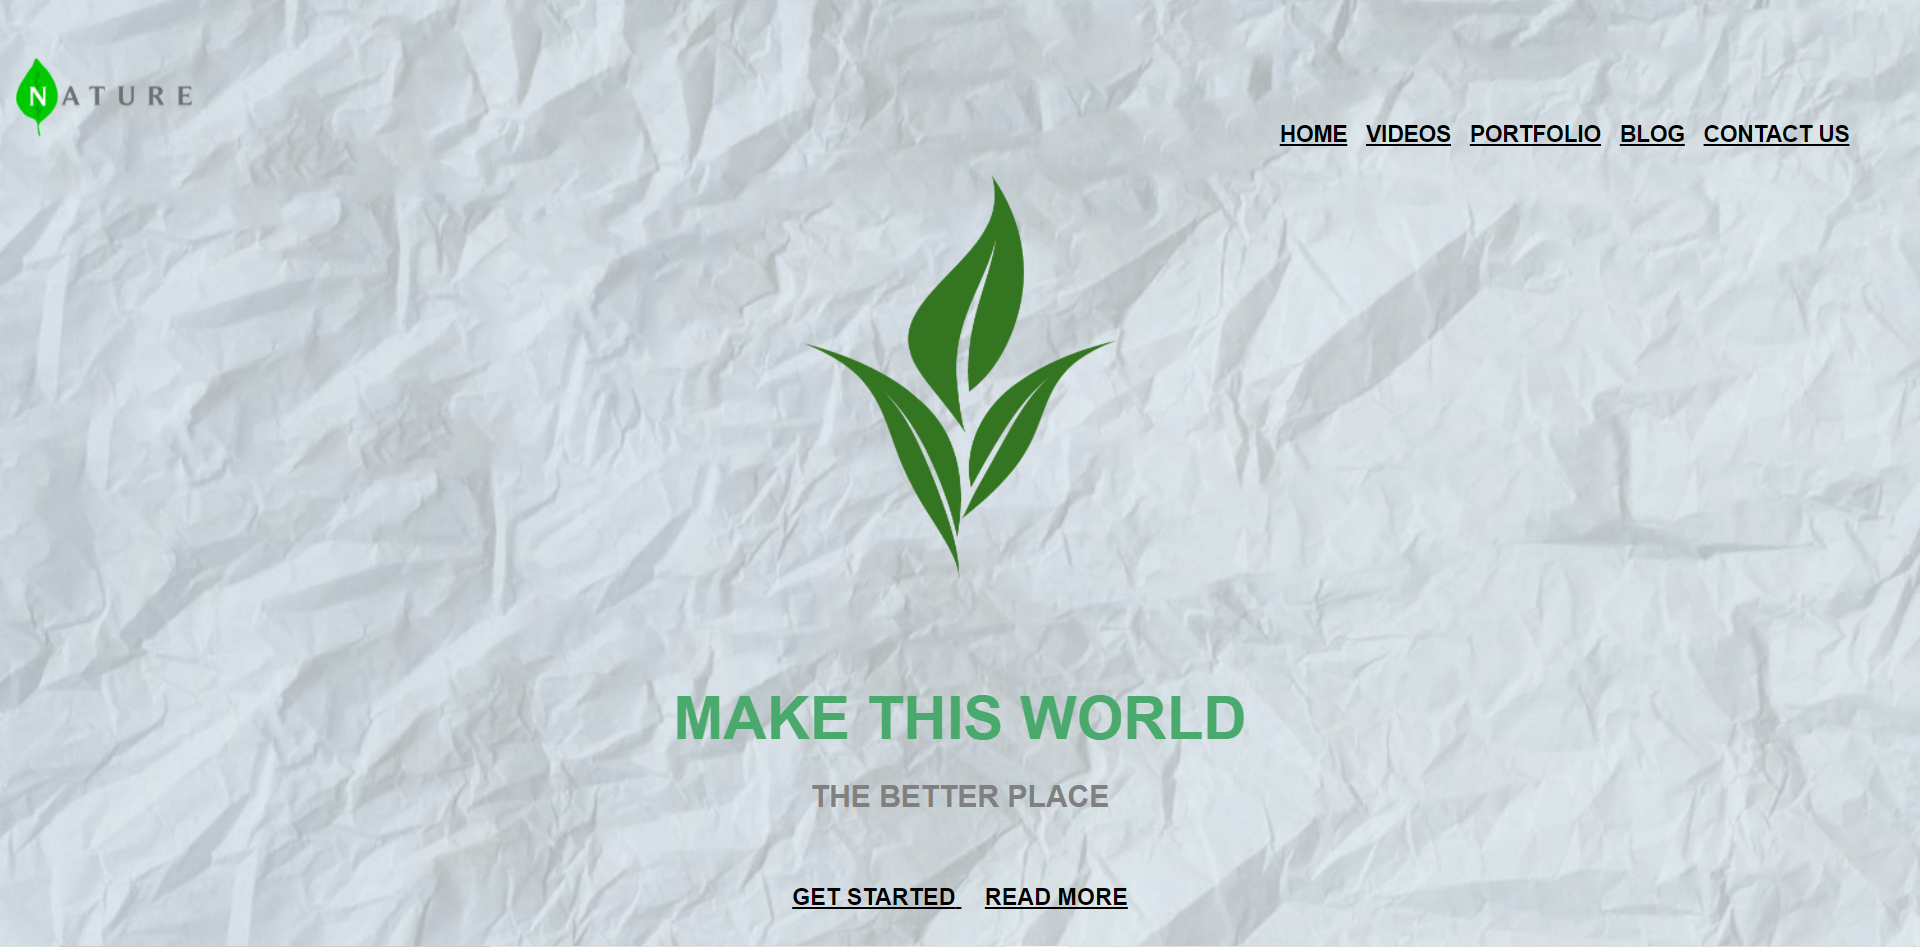 NATURE
HOME VIDEOS PORTFOLIO BLOG CONTACT US
MAKE THIS WORLD
THE BETTER PLACE
GET STARTED READ MORE